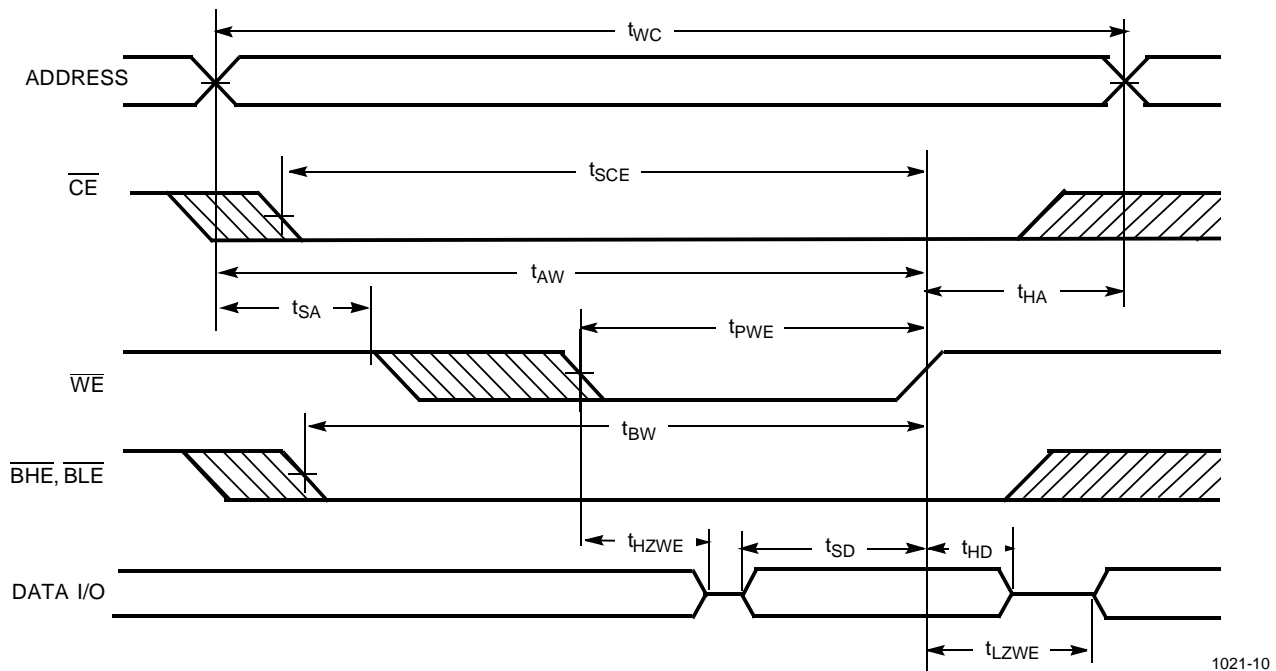 tWC
ADDRESS
tSCE
CE
tAW
tSA
tHA
tPWE
WE
tBW
BHE, BLE
tHZWE
tSD
tHD
DATA I/O
tLZWE
1021-10